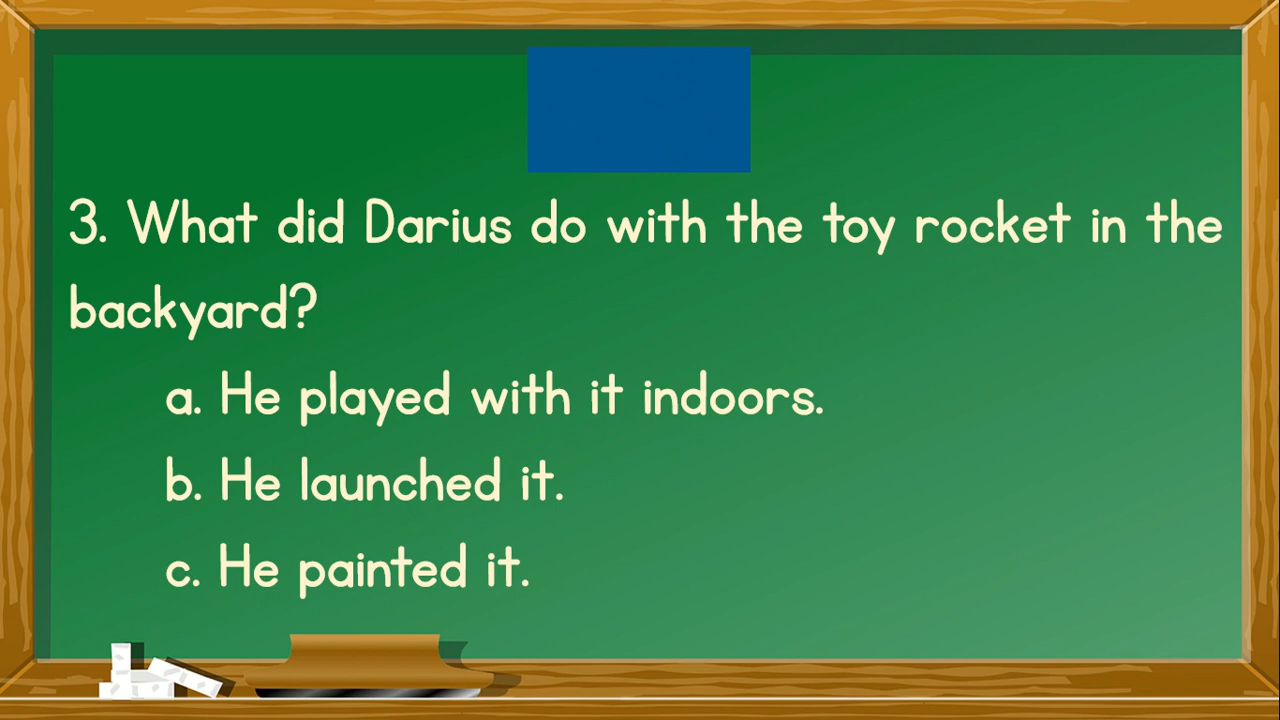 3. What did Darius do with the toy rocket in the
backyard?
a. He played with it indoors.
b. He launched it.
c. He painted it.